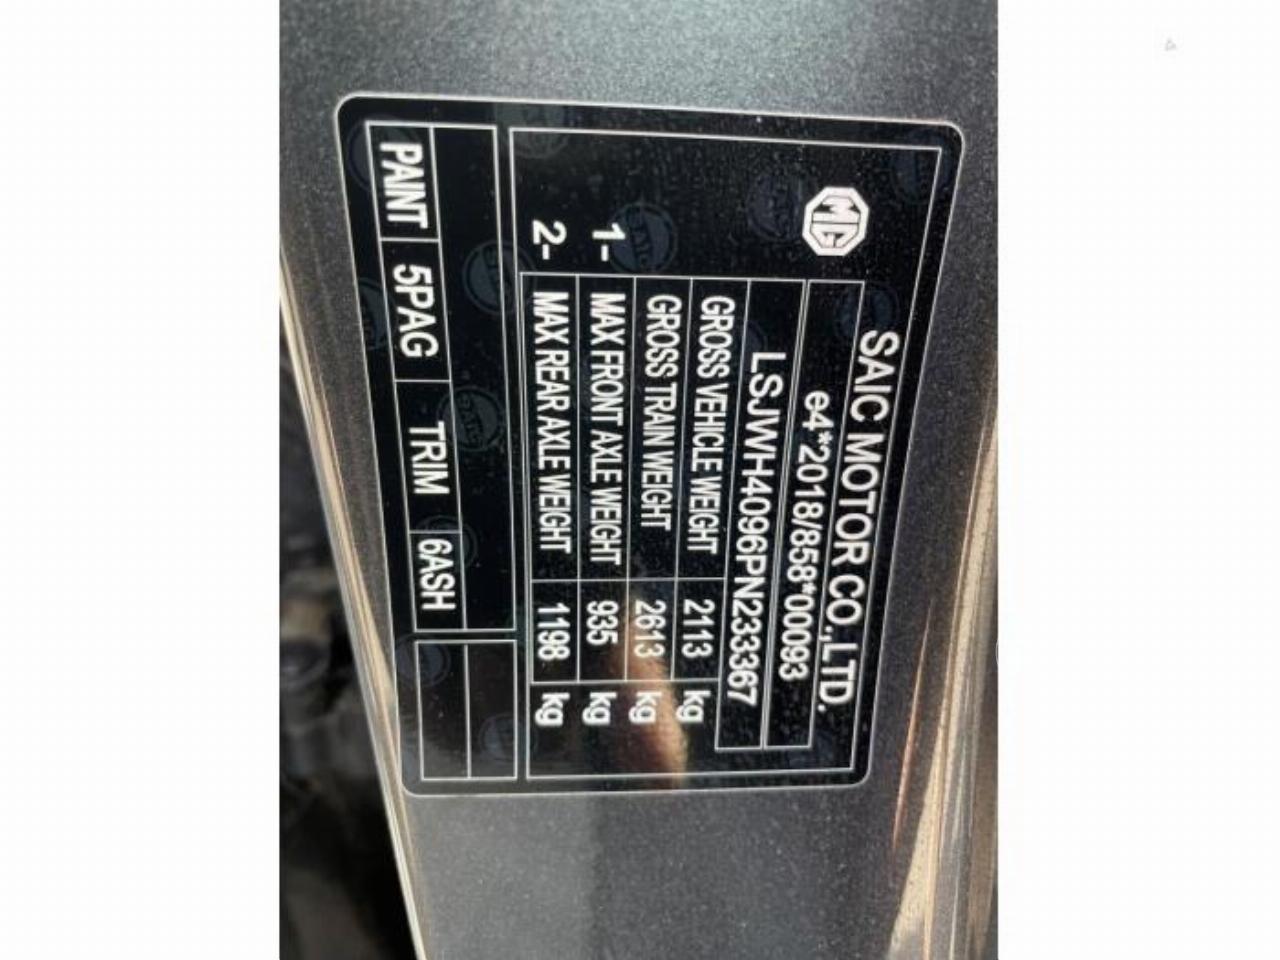 MG
SAIC MOTOR CO.,LTD.
e4*2018/858*00093
LSJWH4096PN233367
GROSS VEHICLE WEIGHT 2113 kg
GROSS TRAIN WEIGHT 2613 kg
1- MAX FRONT AXLE WEIGHT 935 kg
2- MAX REAR AXLE WEIGHT 1198 kg
PAINT 5PAG TRIM 6ASH